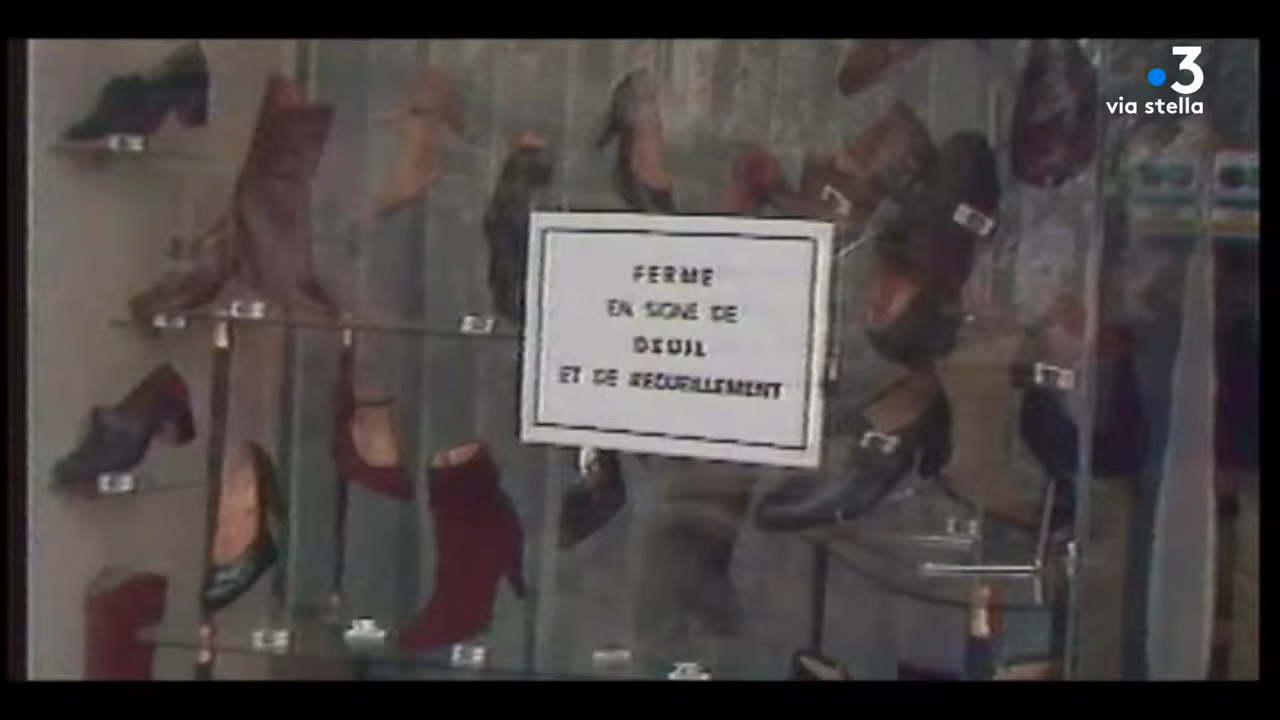 3
via stella
FERME
EN SIGNE DE
DEUIL
ET DE RECUEILLEMENT